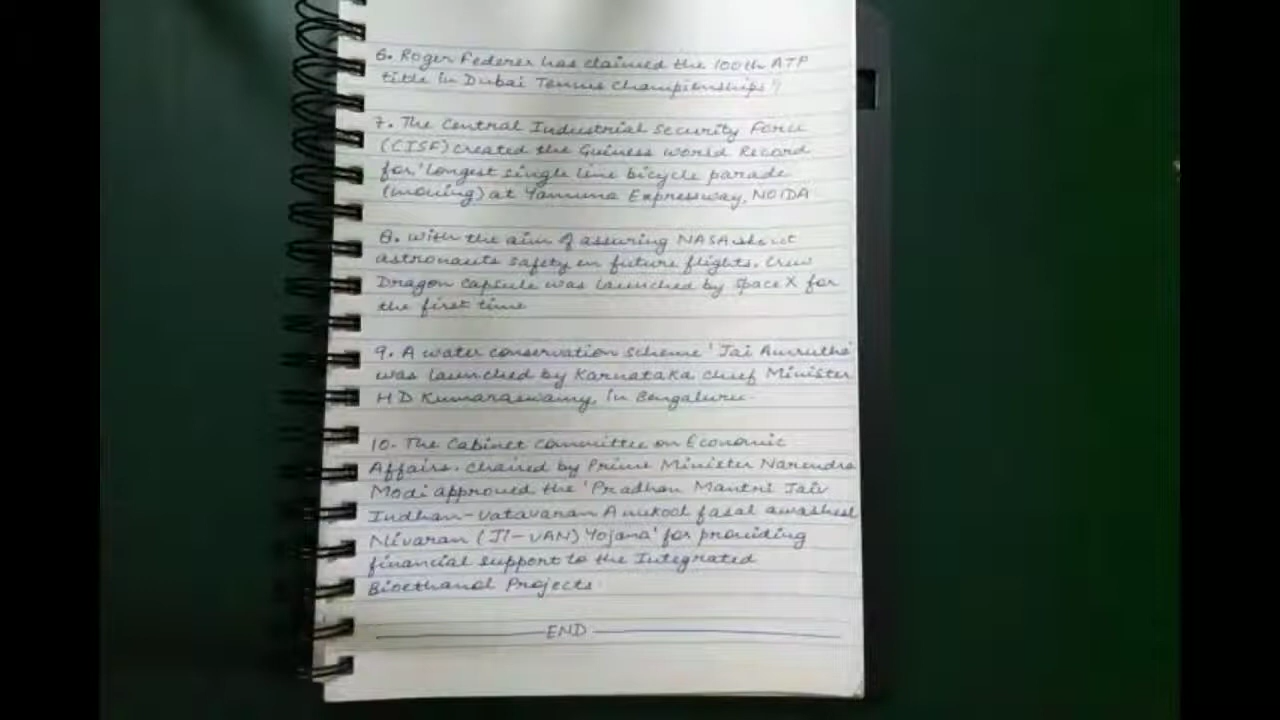 6. Roger Federer has claimed the 100th ATP
title in Dubai Tennis Championships"
7. The Central Industrial Security Force
(CISF) created the Guiness world Record
for 'longest single line bicycle parade
(moving) at Yamuna Expressway, NOIDA
8. with the aim of assuring NASA about
astronauts safety in future flights. Crew
Dragon capsule was launched by Space X for
the first time
9. A water conservation scheme 'Jai Amrutha'
was launched by Karnataka chief Minister
H D Kumaraswamy, in Bengaluru.
10. The Cabinet Committee on Economic
Affairs. chaired by Prime Minister Narendra
Modi approved the 'Pradhan Mantri Jaiv
Indhan-Vatavaran Anukool fasal awashesh
Nivaran (JI-VAN) Yojana' for providing
financial support to the Integrated
Bioethanol Projects.
END